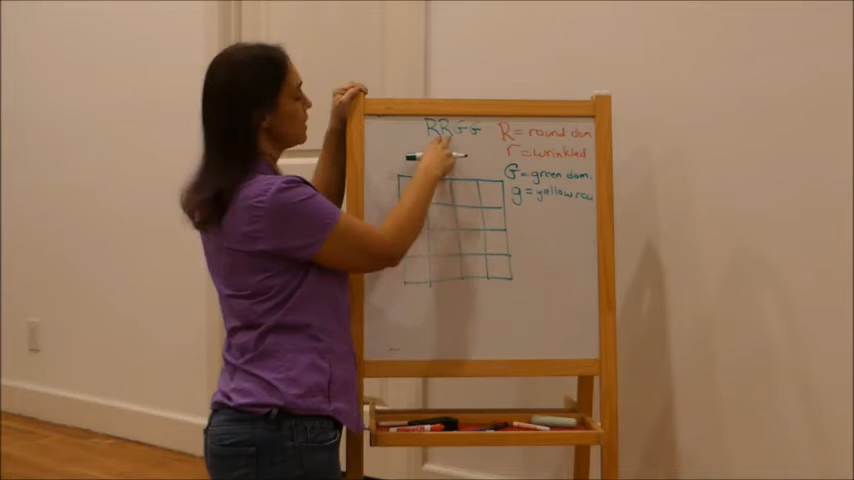 RRGG
R = round dom
r = wrinkled
G = green dom.
g = yellow rec